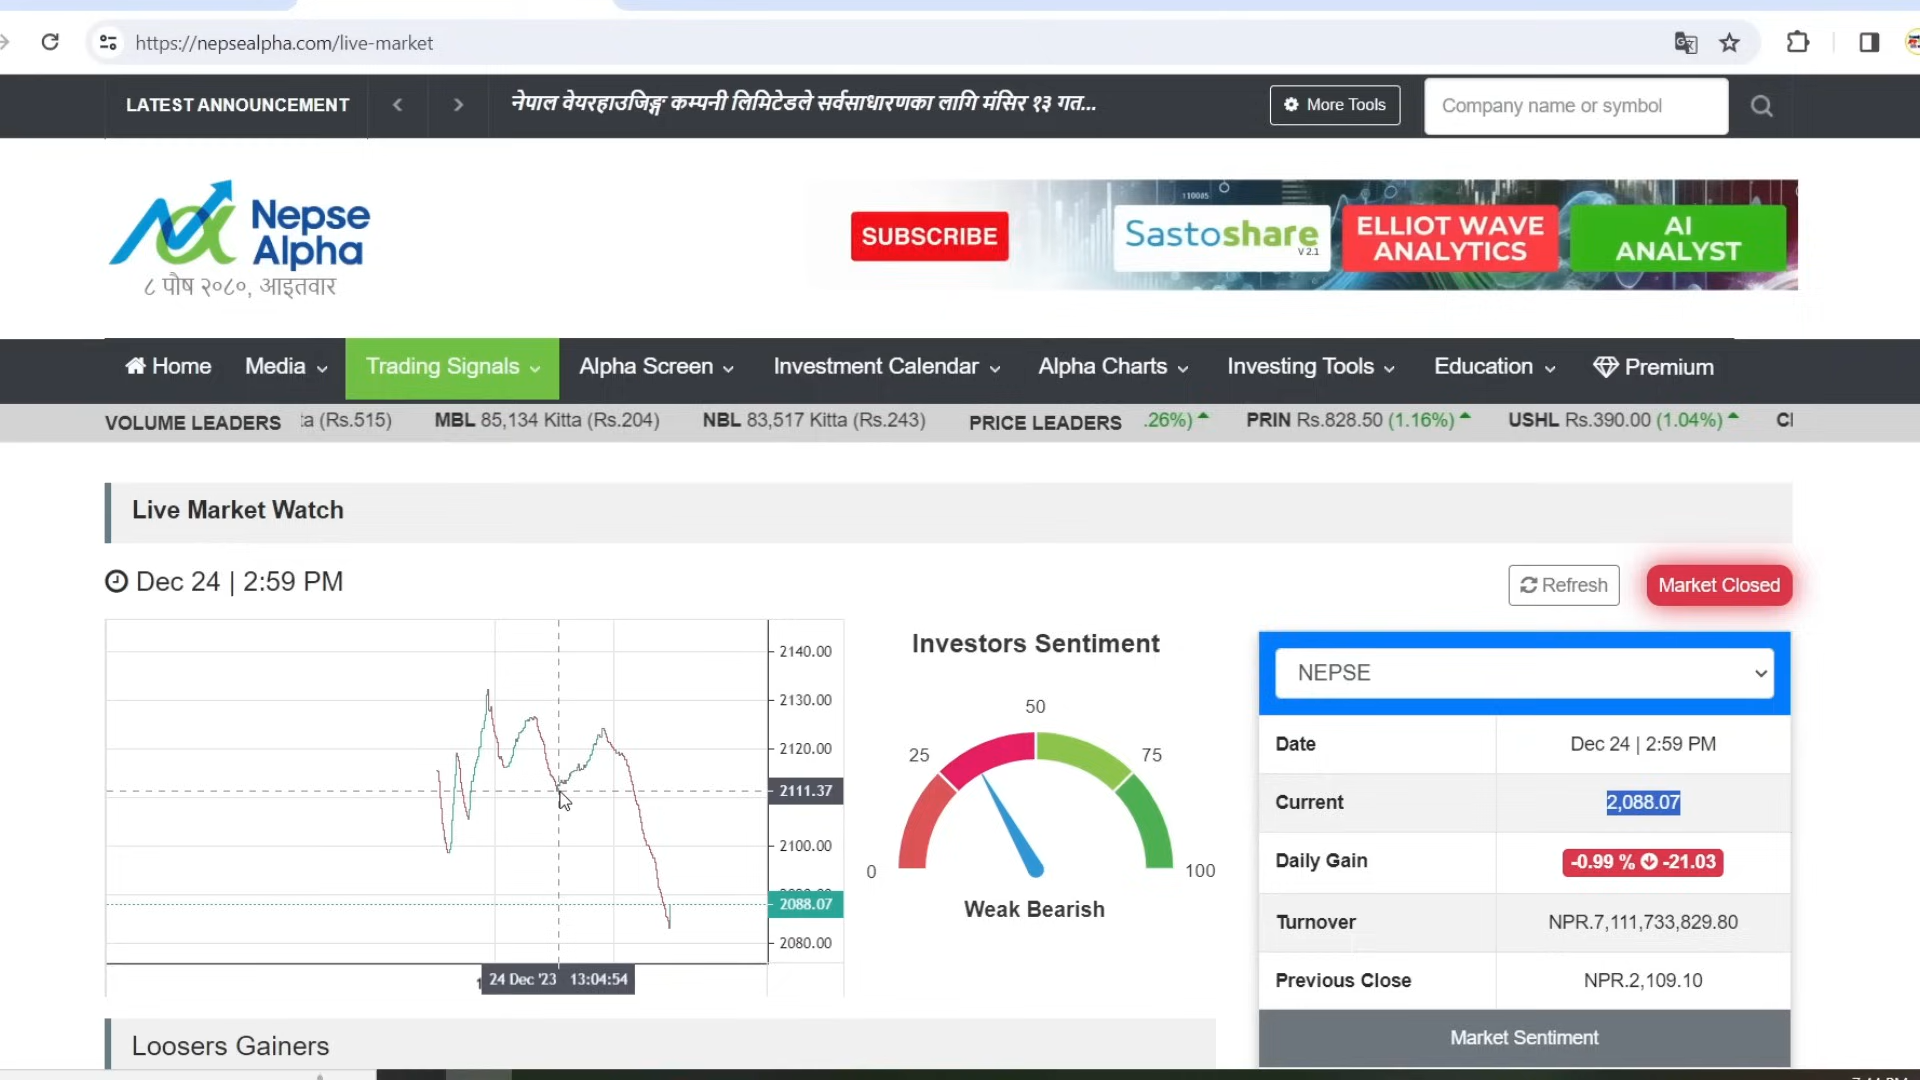 https://nepsealpha.com/live-market
LATEST ANNOUNCEMENT
नेपाल वेयरहाउजिङ्ग कम्पनी लिमिटेडले सर्वसाधारणका लागि मंसिर १३ गत...
More Tools
Company name or symbol
Nepse
Alpha
८ पौष २०८०, आइतवार
SUBSCRIBE
Sastoshare
V 2.1
ELLIOT WAVE
ANALYTICS
AI
ANALYST
Home Media Trading Signals Alpha Screen Investment Calendar Alpha Charts Investing Tools Education Premium
VOLUME LEADERS (Rs.515) MBL 85,134 Kitta (Rs.204) NBL 83,517 Kitta (Rs.243) PRICE LEADERS .26%) PRIN Rs.828.50 (1.16%) USHL Rs.390.00 (1.04%)
Live Market Watch
Dec 24 | 2:59 PM
Refresh
Market Closed
2140.00
2130.00
2120.00
2111.37
2100.00
2088.07
2080.00
24 Dec '23 13:04:54
Investors Sentiment
50
25
75
0
100
Weak Bearish
NEPSE
Date Dec 24 | 2:59 PM
Current 2,088.07
Daily Gain -0.99 % -21.03
Turnover NPR.7,111,733,829.80
Previous Close NPR.2,109.10
Market Sentiment
Loosers Gainers